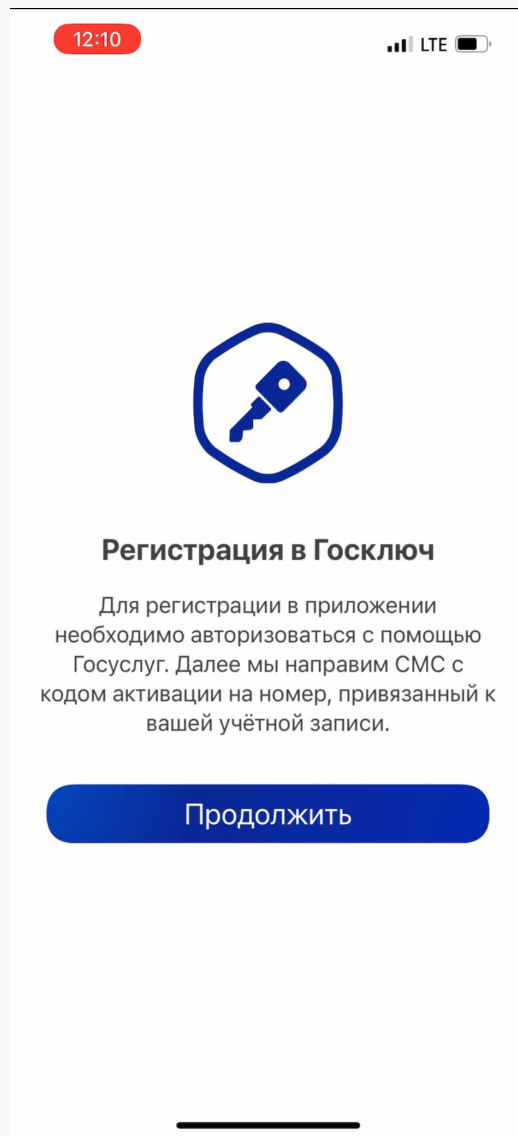 12:10 LTE
Регистрация в Госключ
Для регистрации в приложении
необходимо авторизоваться с помощью
Госуслуг. Далее мы направим СМС с
кодом активации на номер, привязанный к
вашей учётной записи.
Продолжить